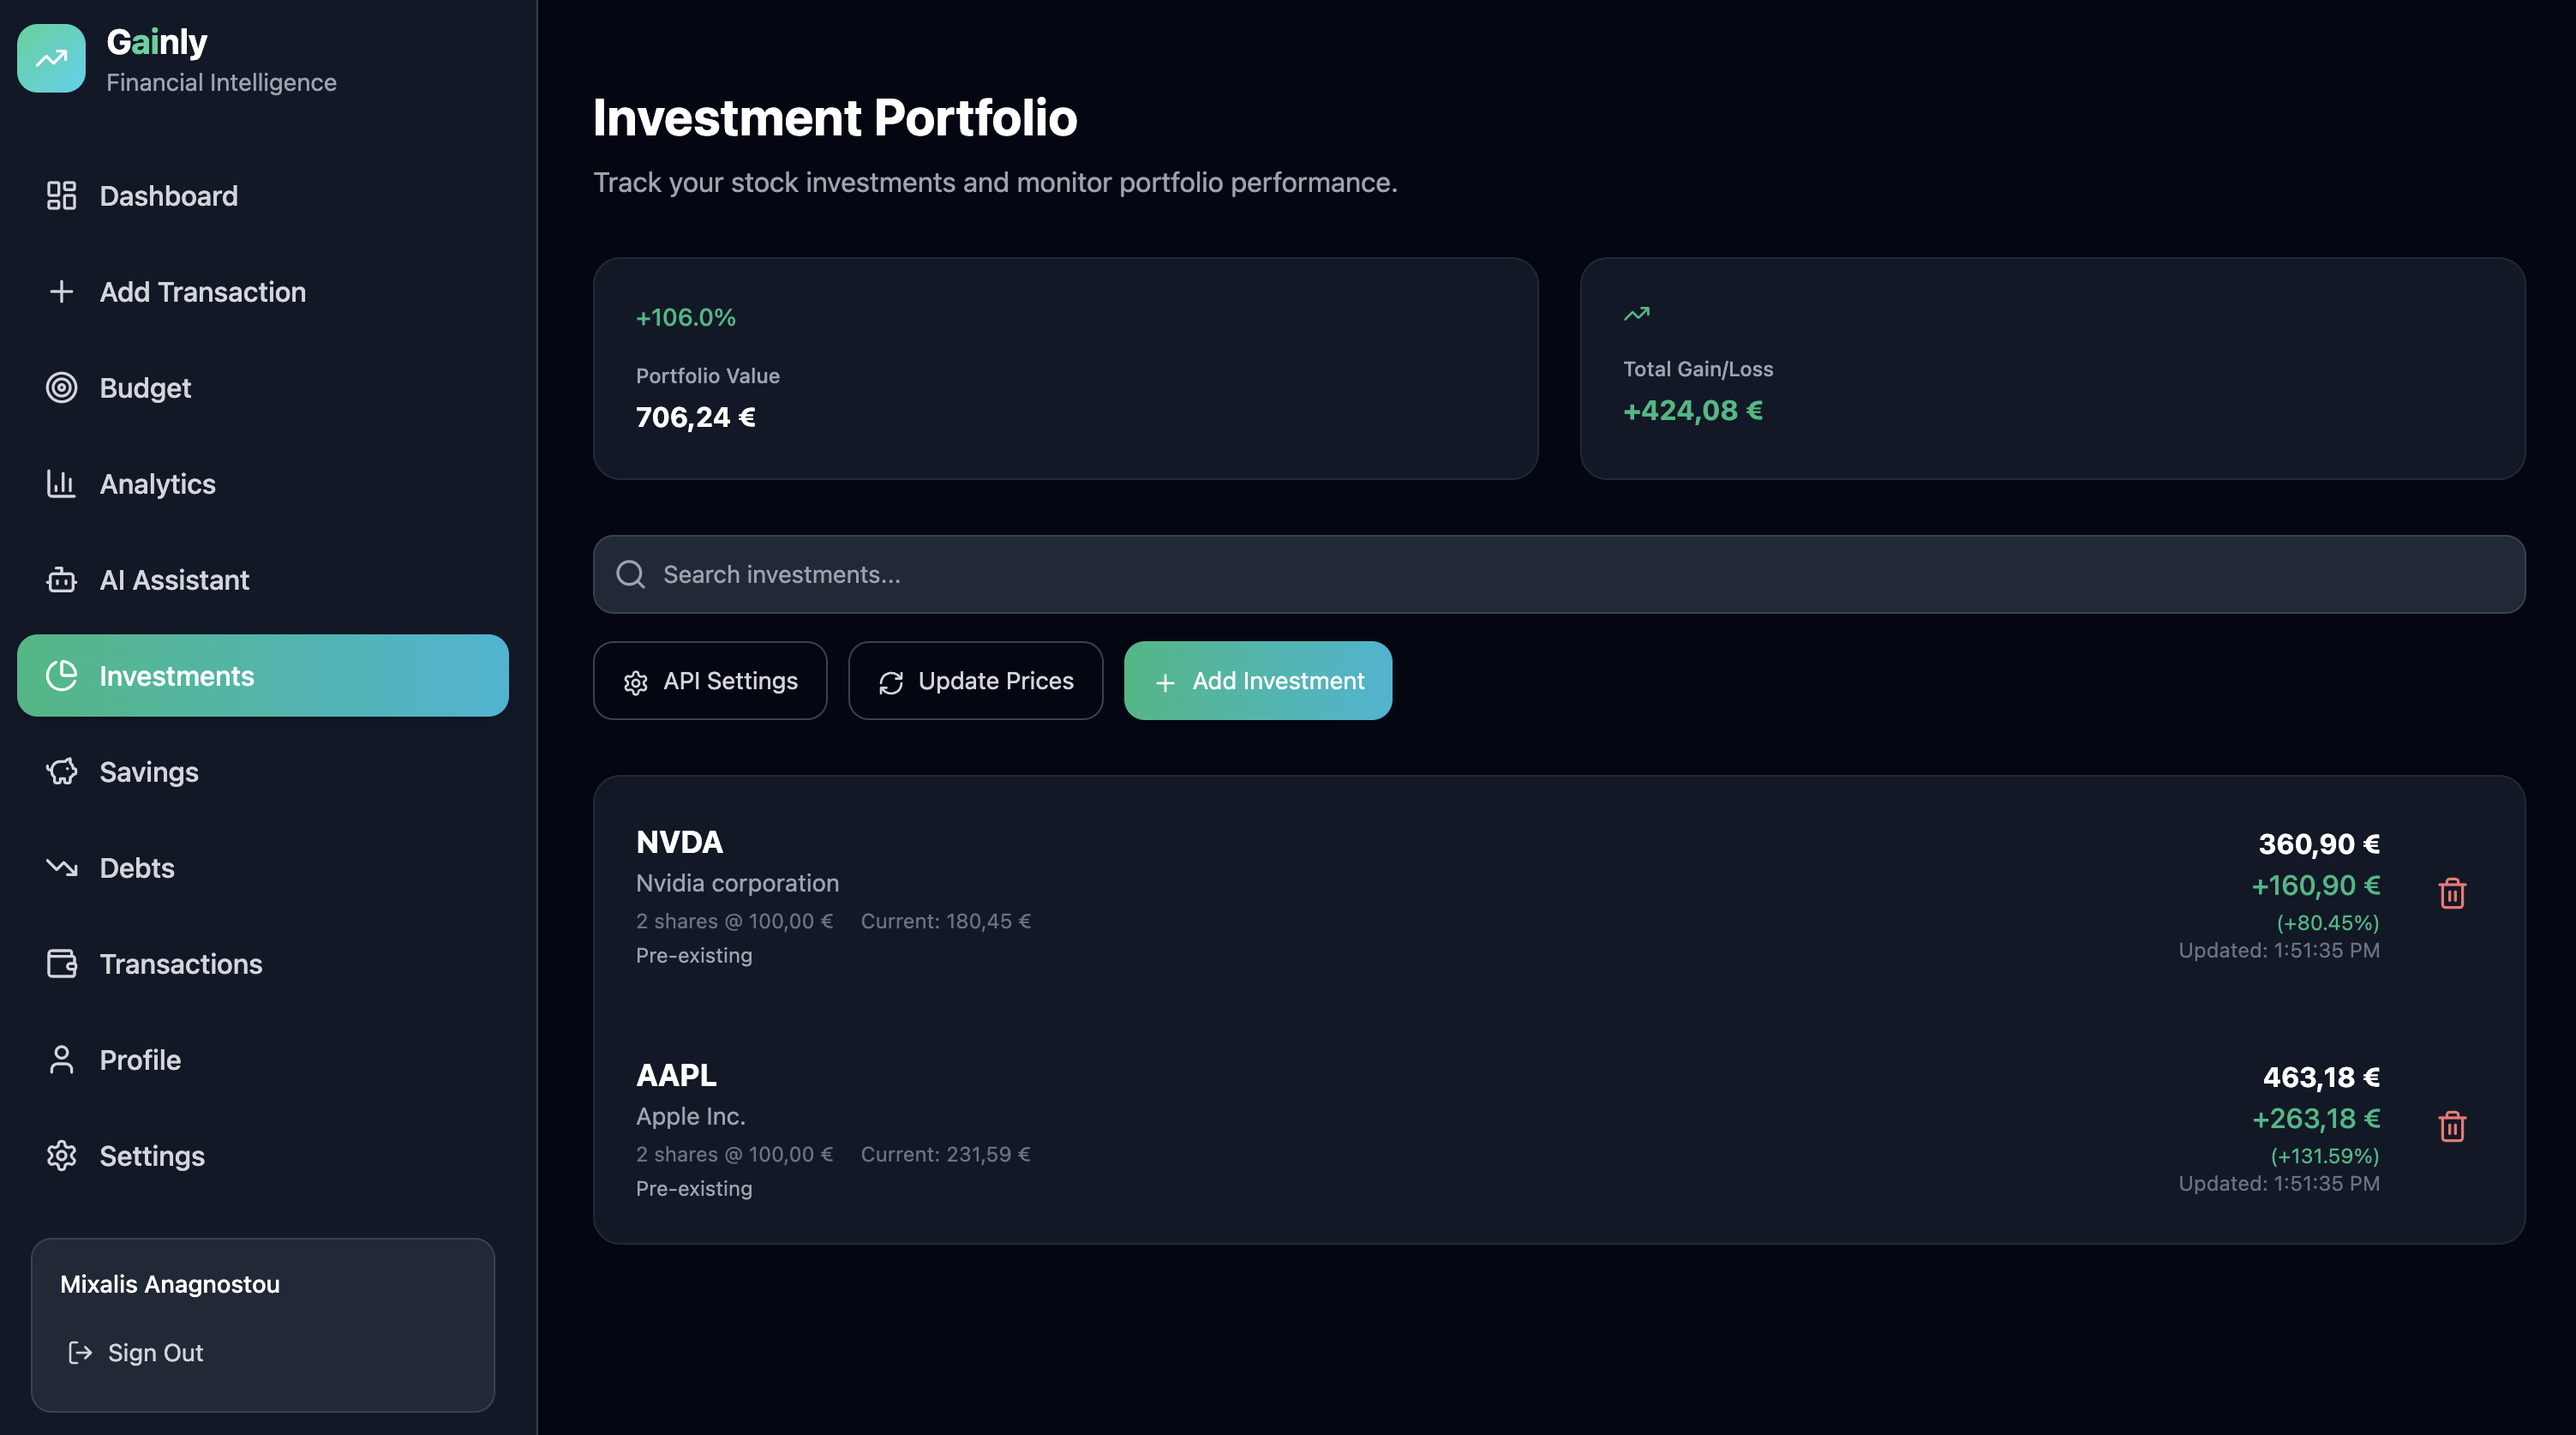 Gainly
Financial Intelligence
Dashboard
Add Transaction
Budget
Analytics
AI Assistant
Investments
Savings
Debts
Transactions
Profile
Settings
Mixalis Anagnostou
Sign Out
Investment Portfolio
Track your stock investments and monitor portfolio performance.
+106.0%
Portfolio Value
706,24 €
Total Gain/Loss
+424,08 €
Search investments...
API Settings
Update Prices
Add Investment
NVDA
Nvidia corporation
2 shares @ 100,00 € Current: 180,45 €
Pre-existing
360,90 €
+160,90 €
(+80.45%)
Updated: 1:51:35 PM
AAPL
Apple Inc.
2 shares @ 100,00 € Current: 231,59 €
Pre-existing
463,18 €
+263,18 €
(+131.59%)
Updated: 1:51:35 PM